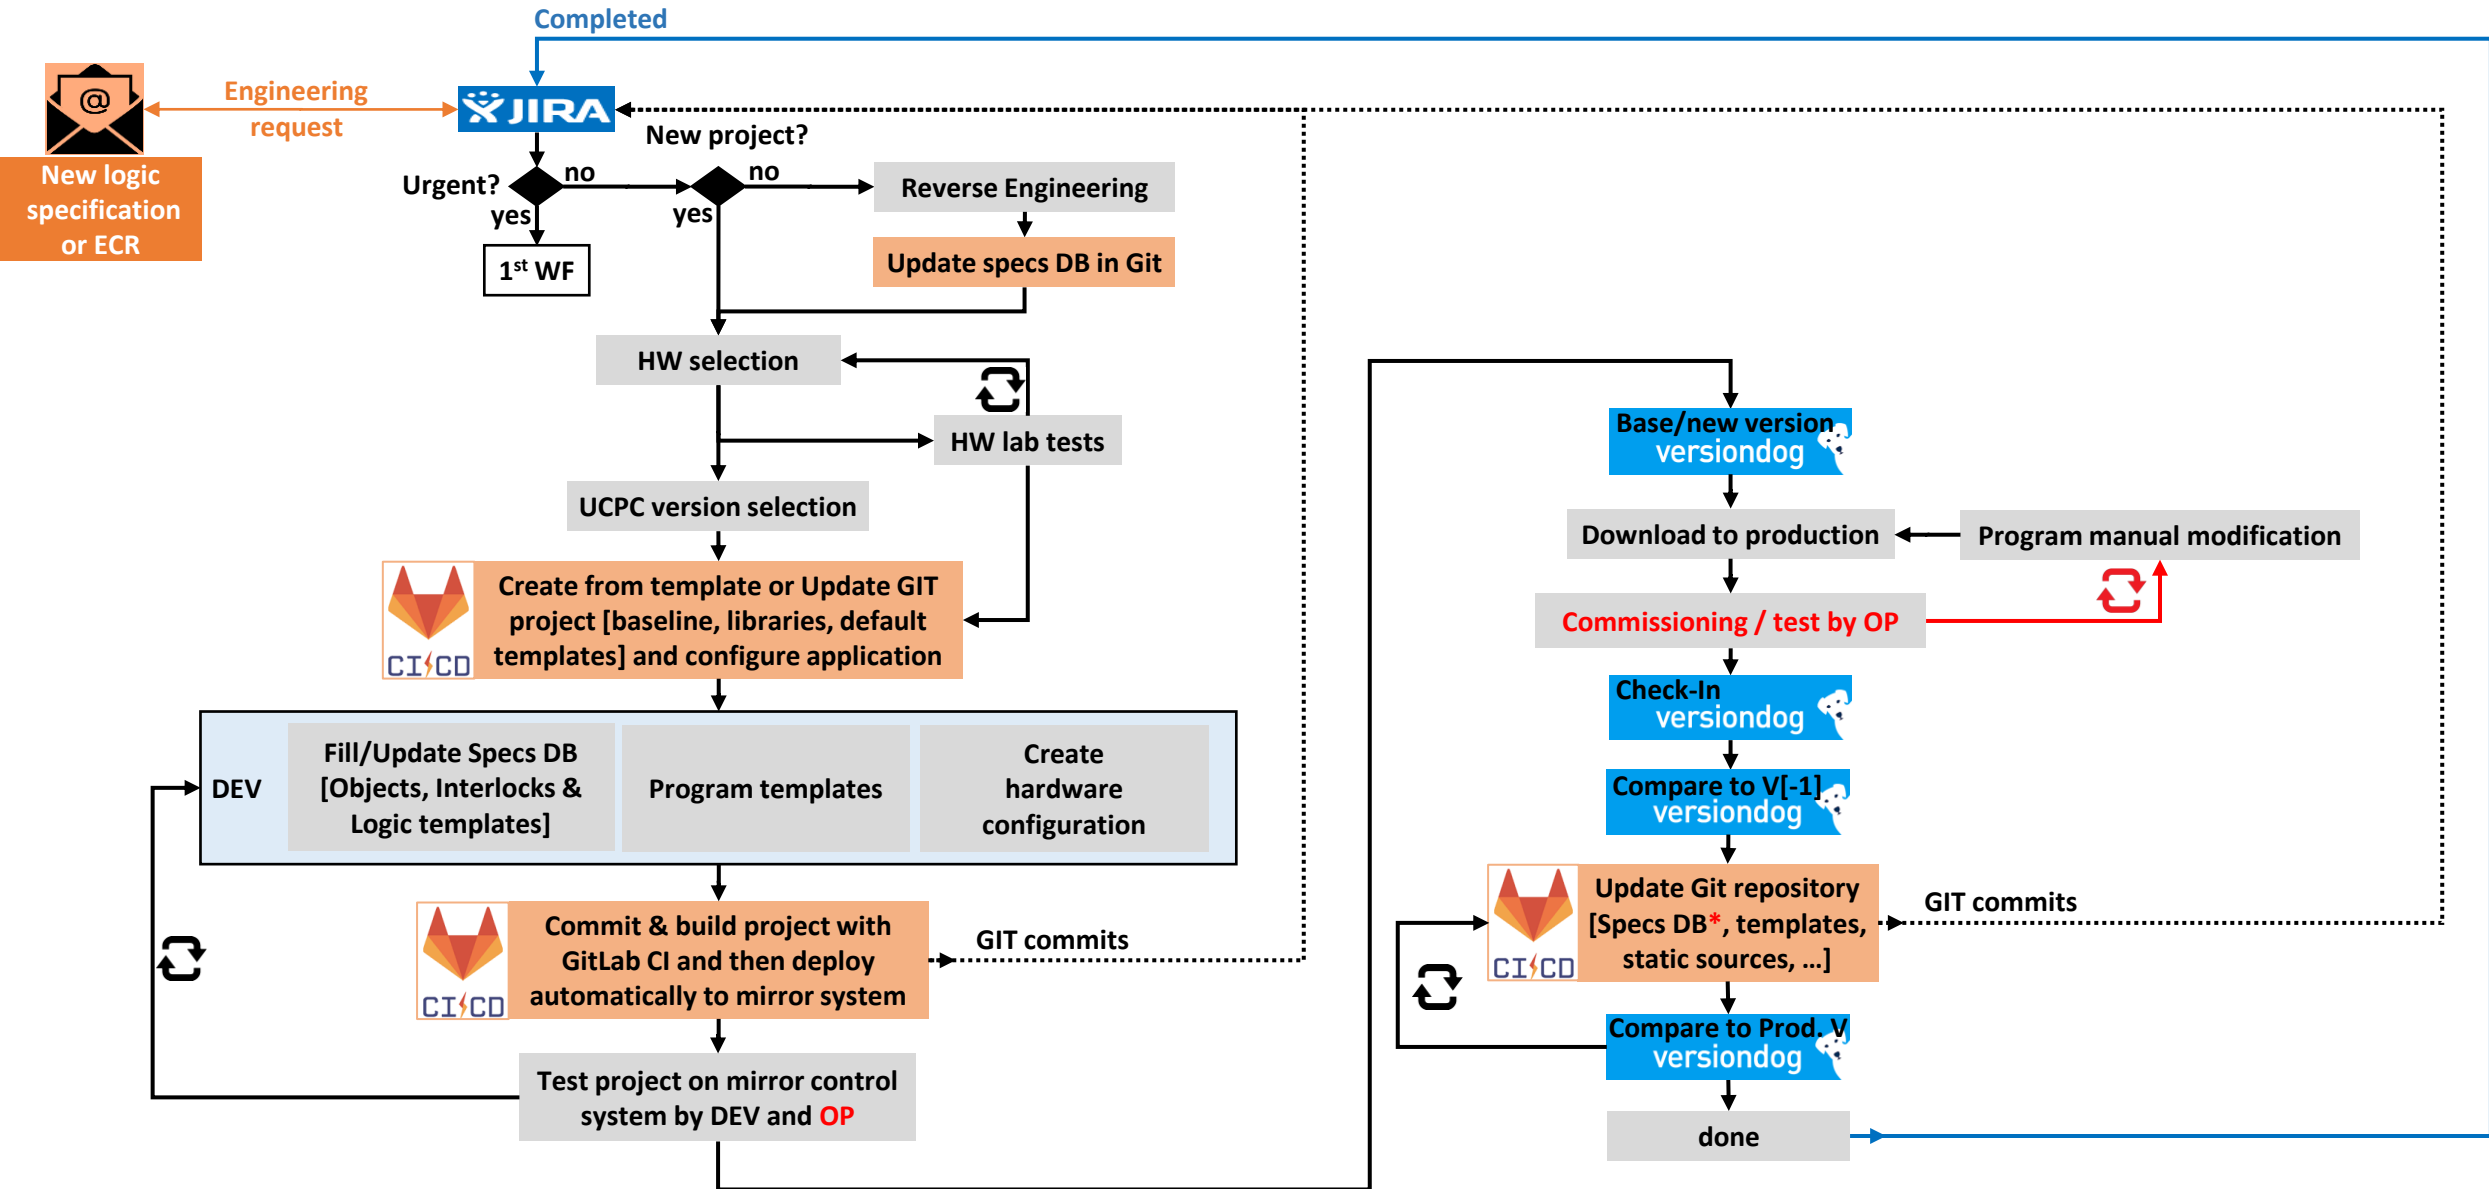 Completed
@
Engineering
request
JIRA
New logic
specification
or ECR
New project?
Urgent?
no
no
yes
yes
Reverse Engineering
1st WF
Update specs DB in Git
HW selection
HW lab tests
UCPC version selection
Create from template or Update GIT
project [baseline, libraries, default
templates] and configure application
CI/CD
DEV
Fill/Update Specs DB
[Objects, Interlocks &
Logic templates]
Program templates
Create
hardware
configuration
Commit & build project with
GitLab CI and then deploy
automatically to mirror system
CI/CD
GIT commits
Test project on mirror control
system by DEV and OP
Base/new version
versiondog
Download to production
Program manual modification
Commissioning / test by OP
Check-In
versiondog
Compare to V[-1]
versiondog
Update Git repository
[Specs DB*, templates,
static sources, ...]
CI/CD
GIT commits
Compare to Prod. V
versiondog
done